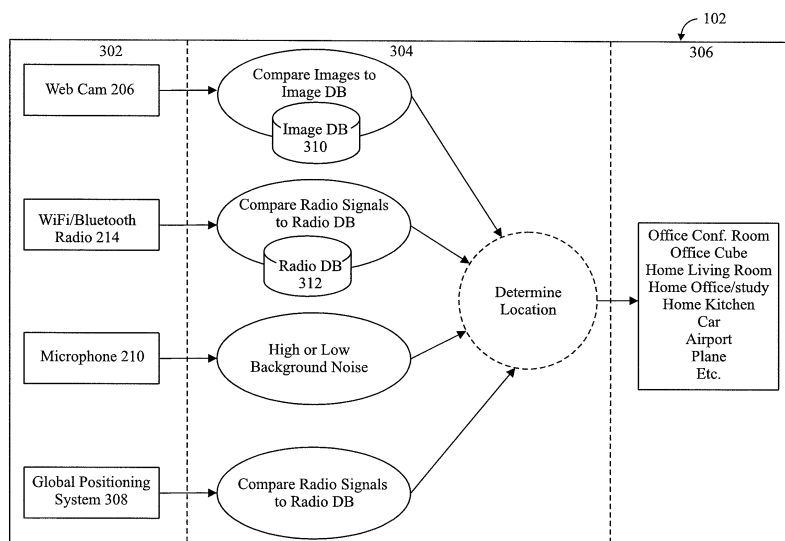 102
302
304
306
Web Cam 206
Compare Images to
Image DB
Image DB
310
WiFi/Bluetooth
Radio 214
Compare Radio Signals
to Radio DB
Radio DB
312
Microphone 210
High or Low
Background Noise
Global Positioning
System 308
Compare Radio Signals
to Radio DB
Determine
Location
Office Conf. Room
Office Cube
Home Living Room
Home Office/study
Home Kitchen
Car
Airport
Plane
Etc.